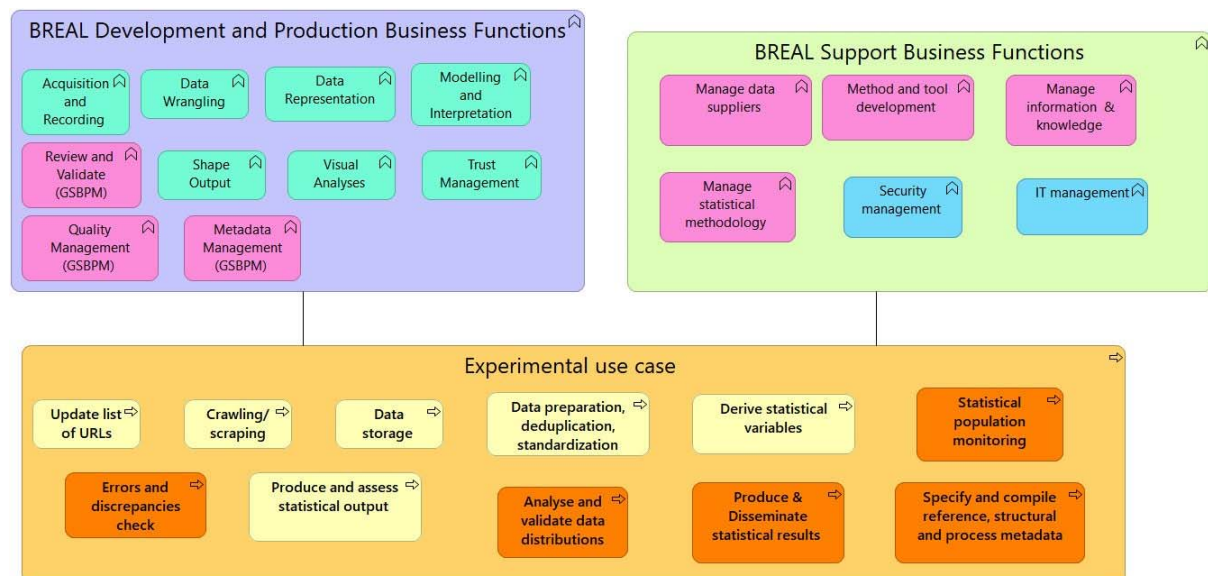 BREAL Development and Production Business Functions
Acquisition
and
Recording
Data
Wrangling
Data
Representation
Modelling
and
Interpretation
Review and
Validate
(GSBPM)
Shape
Output
Visual
Analyses
Trust
Management
Quality
Management
(GSBPM)
Metadata
Management
(GSBPM)
BREAL Support Business Functions
Manage data
suppliers
Method and tool
development
Manage
information &
knowledge
Manage
statistical
methodology
Security
management
IT management
Experimental use case
Update list
of URLs
Crawling/
scraping
Data
storage
Data preparation,
deduplication,
standardization
Derive statistical
variables
Statistical
population
monitoring
Errors and
discrepancies
check
Produce and assess
statistical output
Analyse and
validate data
distributions
Produce &
Disseminate
statistical results
Specify and compile
reference, structural
and process metadata